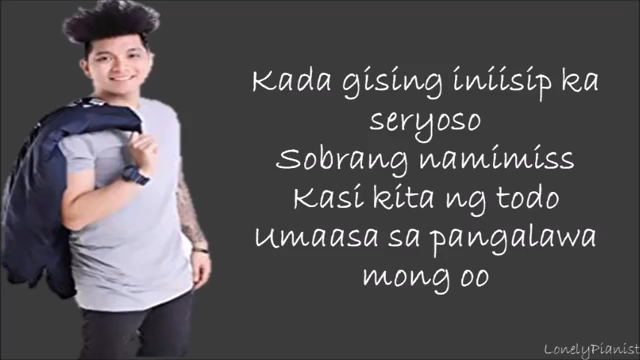 Kada gising iniisip ka
seryoso
Sobrang namimiss
Kasi kita ng todo
Umaasa sa pangalawa
mong oo
LonelyPianist